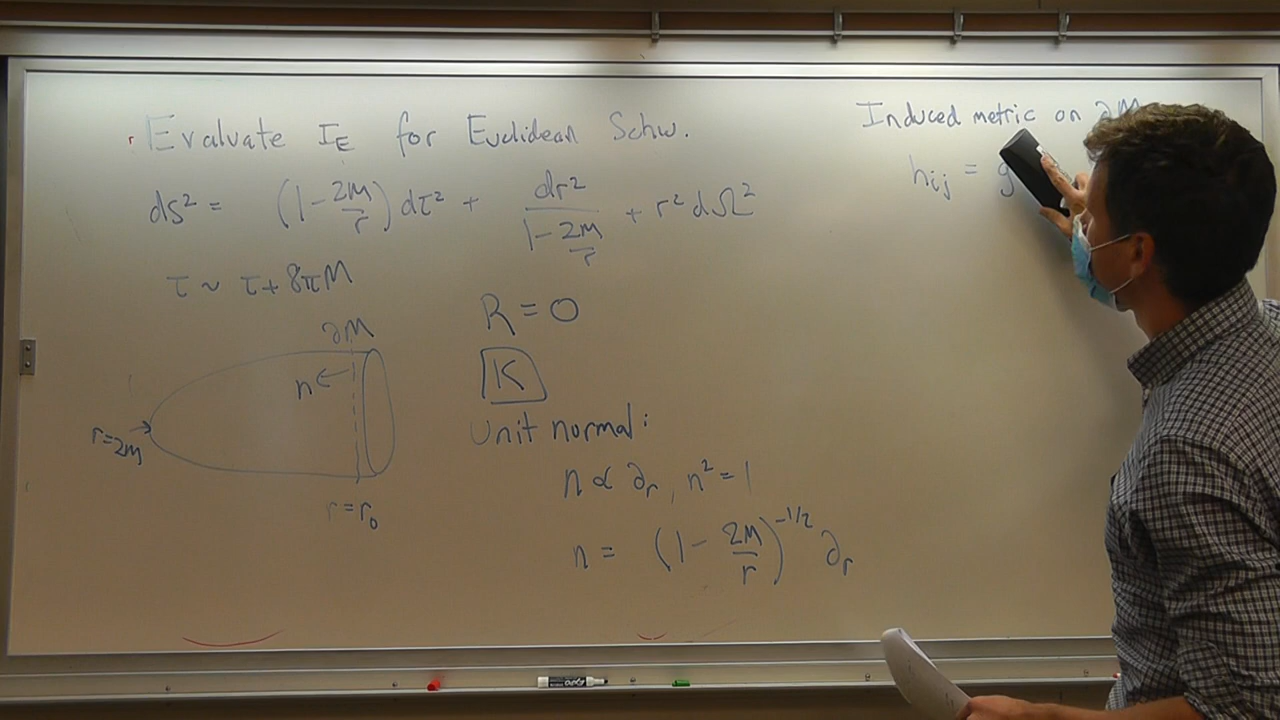 Evaluate I_E for Euclidean Schw.
ds² = (1 - 2M/r) dτ² + dr²/(1 - 2M/r) + r² dΩ²
τ ~ τ + 8πM
∂M
n
r=2M
r=r₀
R = 0
K
Unit normal:
n ∝ ∂_r, n² = 1
n = (1 - 2M/r)^{-1/2} ∂_r
Induced metric on ∂M
h_ij = g
EXPO